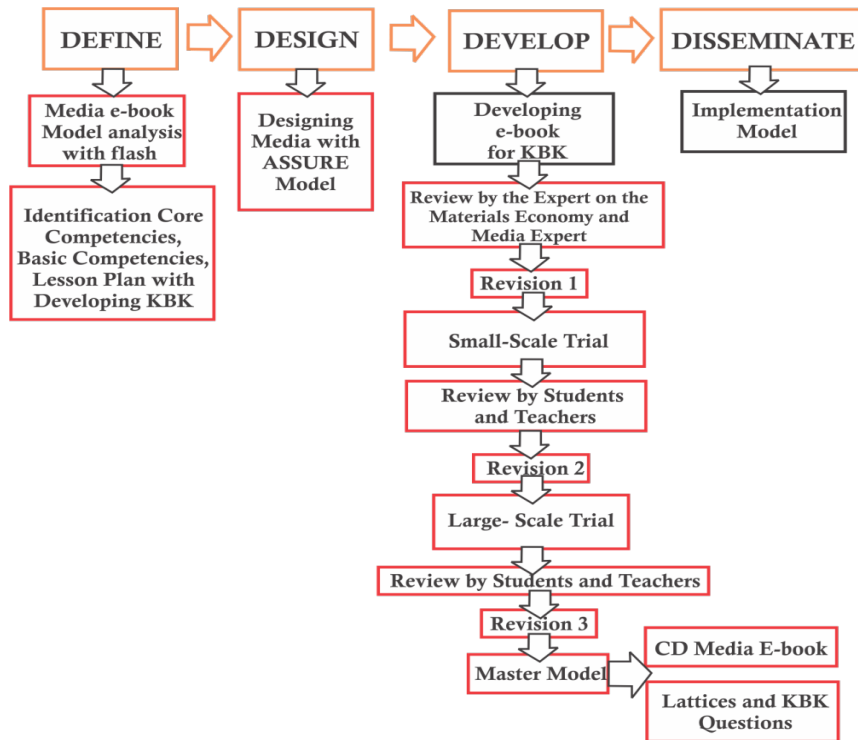 DEFINE
DESIGN
DEVELOP
DISSEMINATE
Media e-book
Model analysis
with flash
Identification Core
Competencies,
Basic Competencies,
Lesson Plan with
Developing KBK
Designing
Media with
ASSURE
Model
Developing
e-book
for KBK
Review by the Expert on the
Materials Economy and
Media Expert
Revision 1
Small-Scale Trial
Review by Students
and Teachers
Revision 2
Large- Scale Trial
Review by Students and Teachers
Revision 3
Master Model
CD Media E-book
Lattices and KBK
Questions
Implementation
Model